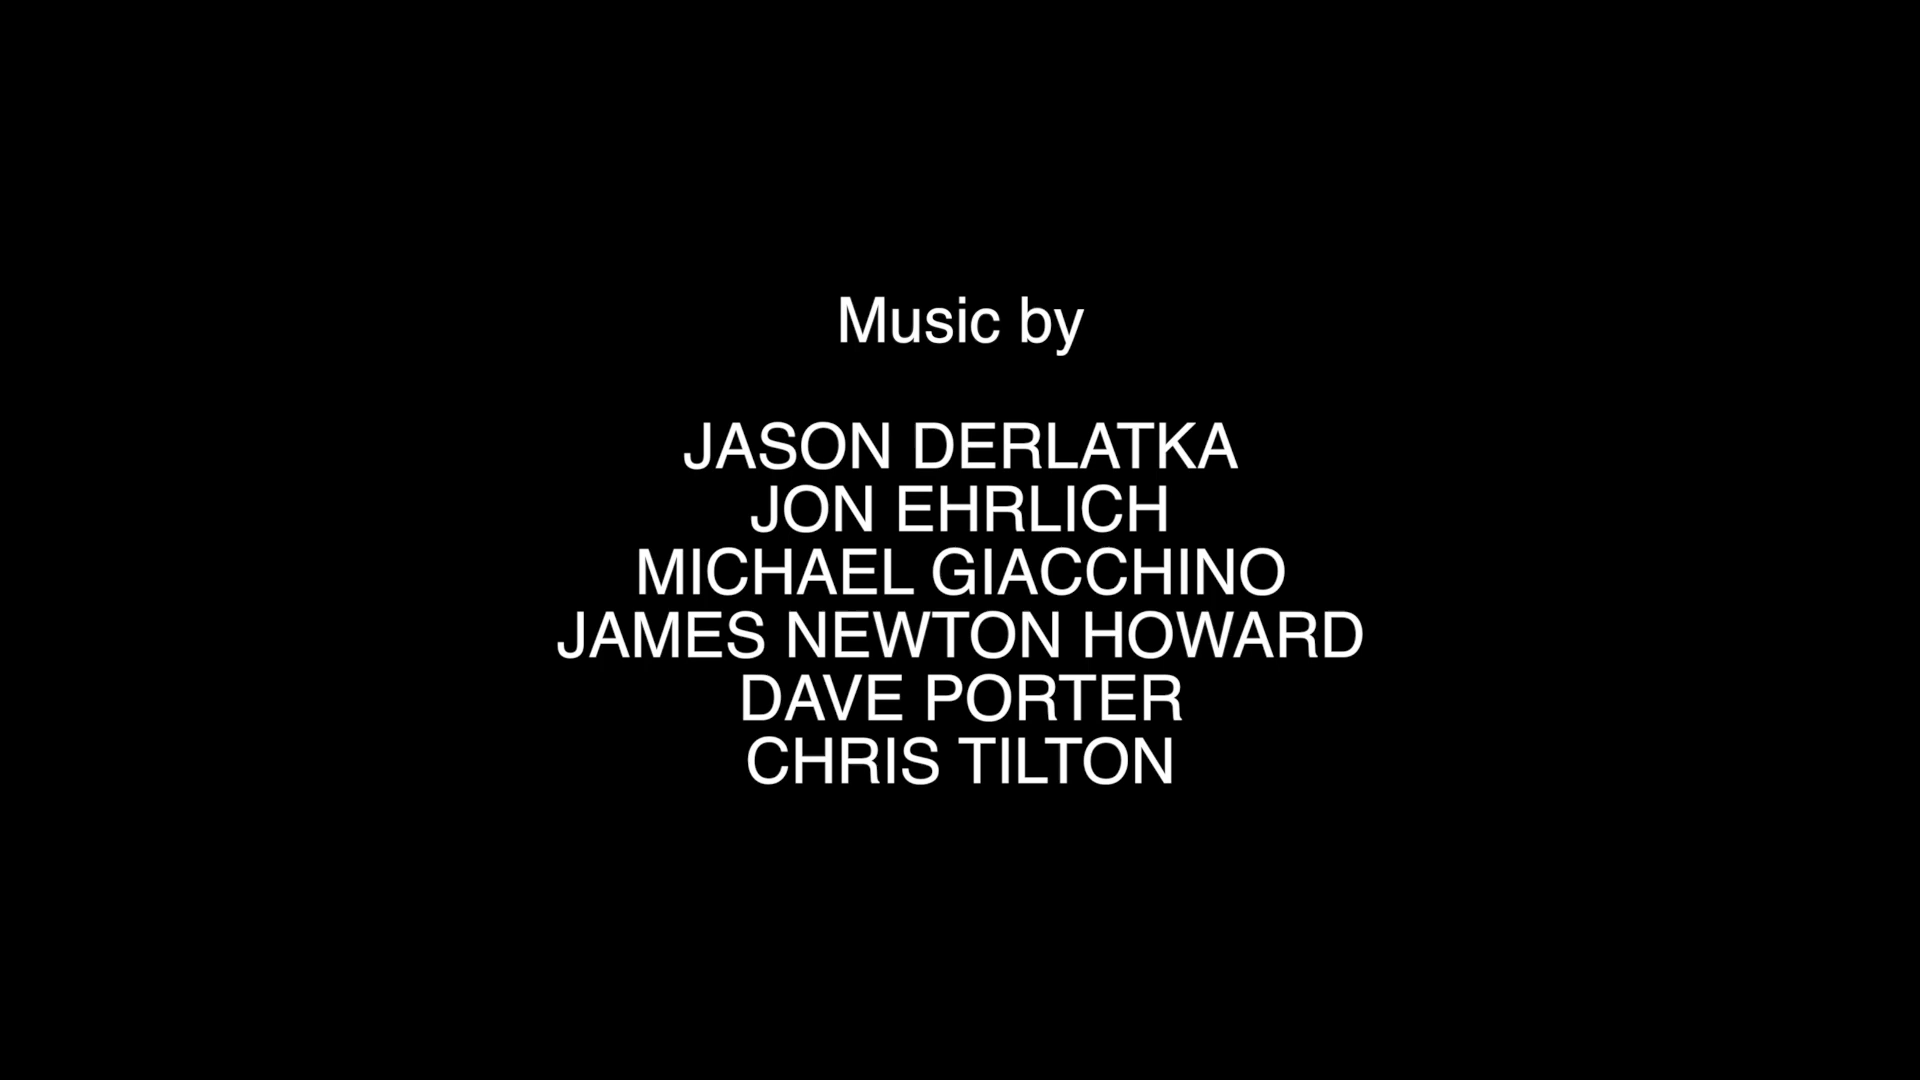 Music by
JASON DERLATKA
JON EHRLICH
MICHAEL GIACCHINO
JAMES NEWTON HOWARD
DAVE PORTER
CHRIS TILTON